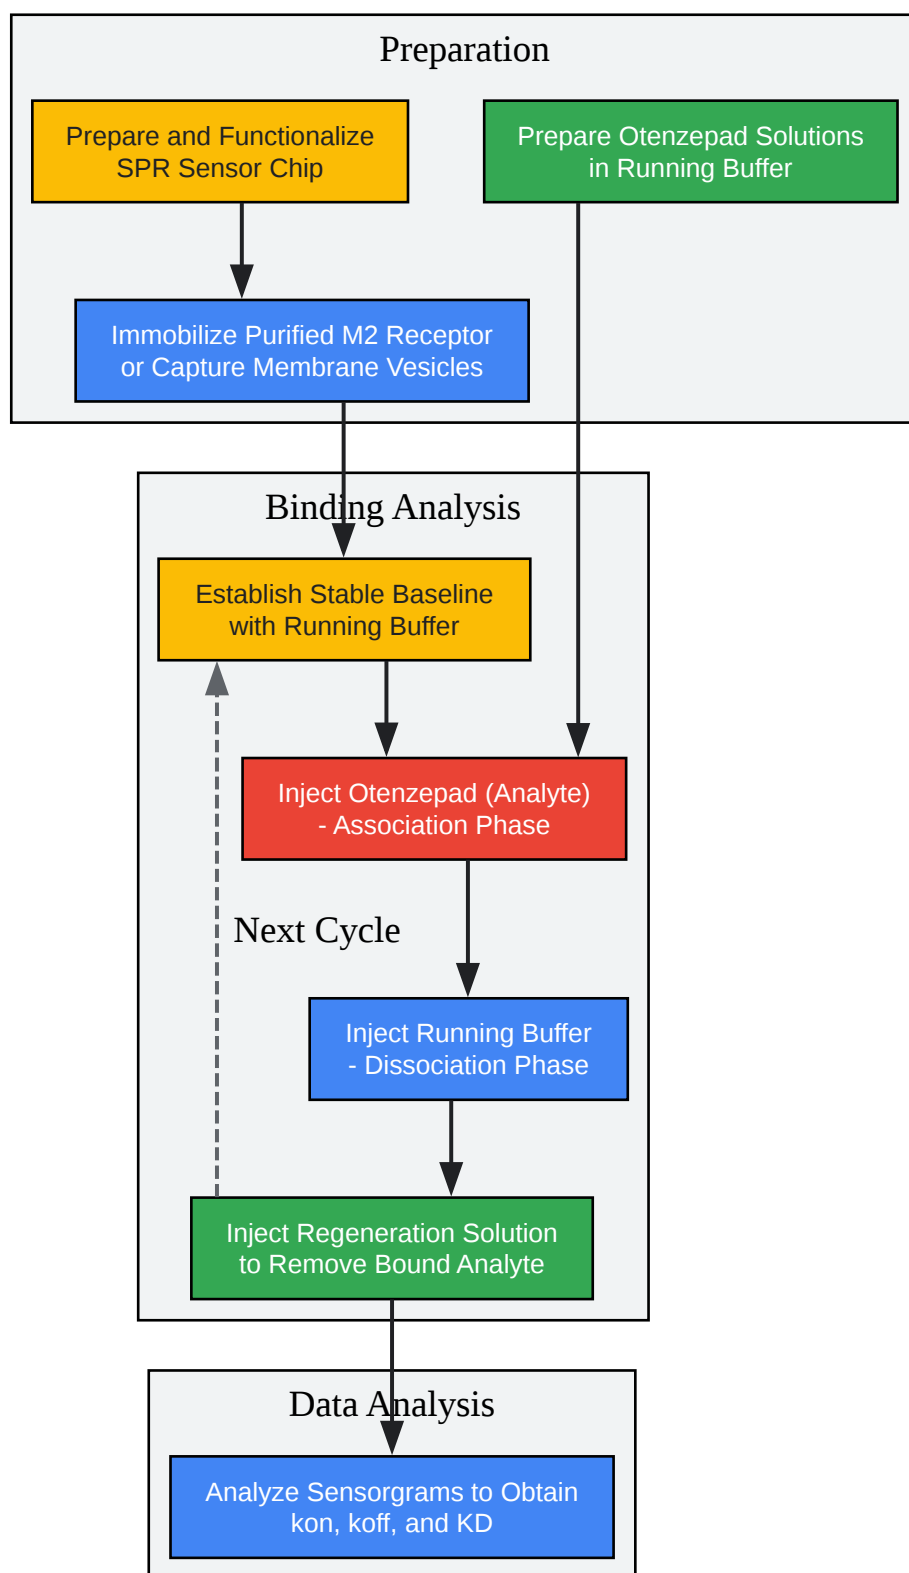 Preparation
Prepare and Functionalize
SPR Sensor Chip
Prepare Otenzepad Solutions
in Running Buffer
Immobilize Purified M2 Receptor
or Capture Membrane Vesicles
Binding Analysis
Establish Stable Baseline
with Running Buffer
Inject Otenzepad (Analyte)
- Association Phase
Next Cycle
Inject Running Buffer
- Dissociation Phase
Inject Regeneration Solution
to Remove Bound Analyte
Data Analysis
Analyze Sensorgrams to Obtain
kon, koff, and KD